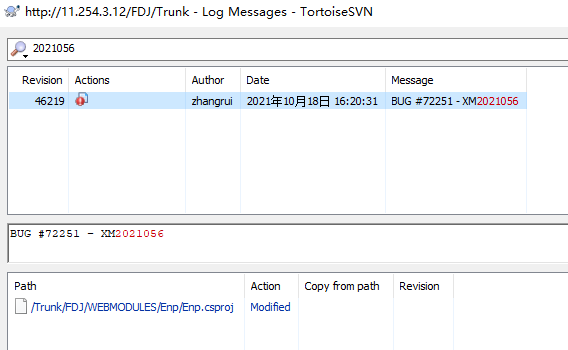 http://11.254.3.12/FDJ/Trunk - Log Messages - TortoiseSVN
2021056
Revision Actions Author Date Message
46219 zhangrui 2021年10月18日 16:20:31 BUG #72251 - XM2021056
BUG #72251 - XM2021056
Path Action Copy from path Revision
/Trunk/FDJ/WEBMODULES/Enp/Enp.csproj Modified